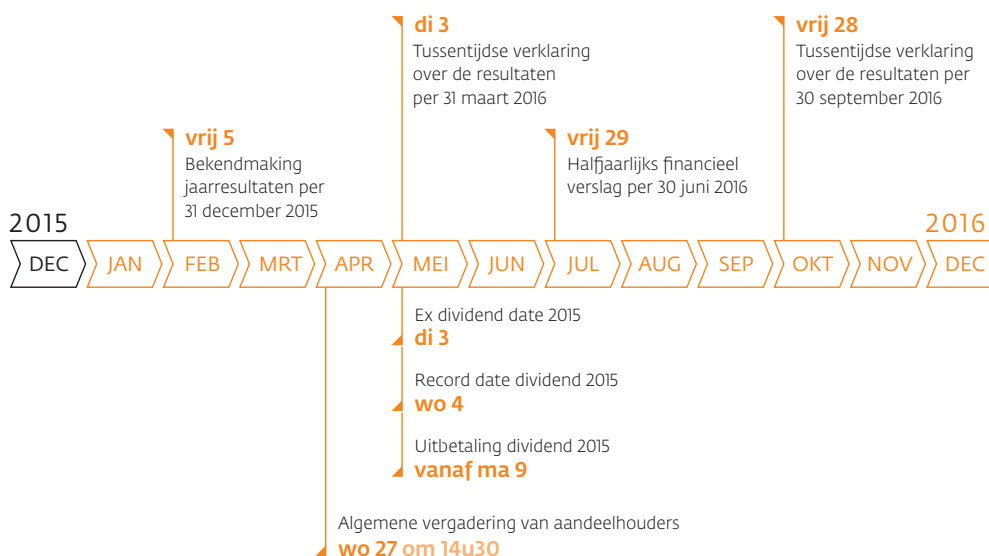 di 3
Tussentijdse verklaring
over de resultaten
per 31 maart 2016
vrij 28
Tussentijdse verklaring
over de resultaten per
30 september 2016
vrij 5
Bekendmaking
jaarresultaten per
31 december 2015
vrij 29
Halfjaarlijks financieel
verslag per 30 juni 2016
2015
2016
DEC JAN FEB MRT APR MEI JUN JUL AUG SEP OKT NOV DEC
Ex dividend date 2015
di 3
Record date dividend 2015
wo 4
Uitbetaling dividend 2015
vanaf ma 9
Algemene vergadering van aandeelhouders
wo 27 om 14u30